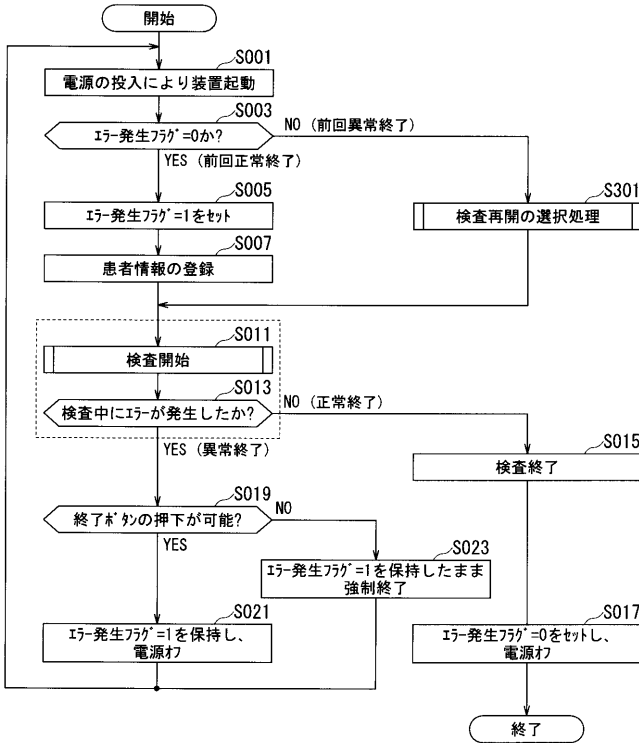 開始
S001
電源の投入により装置起動
S003
ｴﾗｰ発生ﾌﾗｸﾞ=0か?
NO (前回異常終了)
YES (前回正常終了)
S005
ｴﾗｰ発生ﾌﾗｸﾞ=1をセット
S301
検査再開の選択処理
S007
患者情報の登録
S011
検査開始
S013
検査中にｴﾗｰが発生したか?
NO (正常終了)
YES (異常終了)
S015
検査終了
S019
終了ﾎﾞﾀﾝの押下が可能?
NO
YES
S023
ｴﾗｰ発生ﾌﾗｸﾞ=1を保持したまま
強制終了
S021
ｴﾗｰ発生ﾌﾗｸﾞ=1を保持し、
電源オフ
S017
ｴﾗｰ発生ﾌﾗｸﾞ=0をｾｯﾄし、
電源オフ
終了